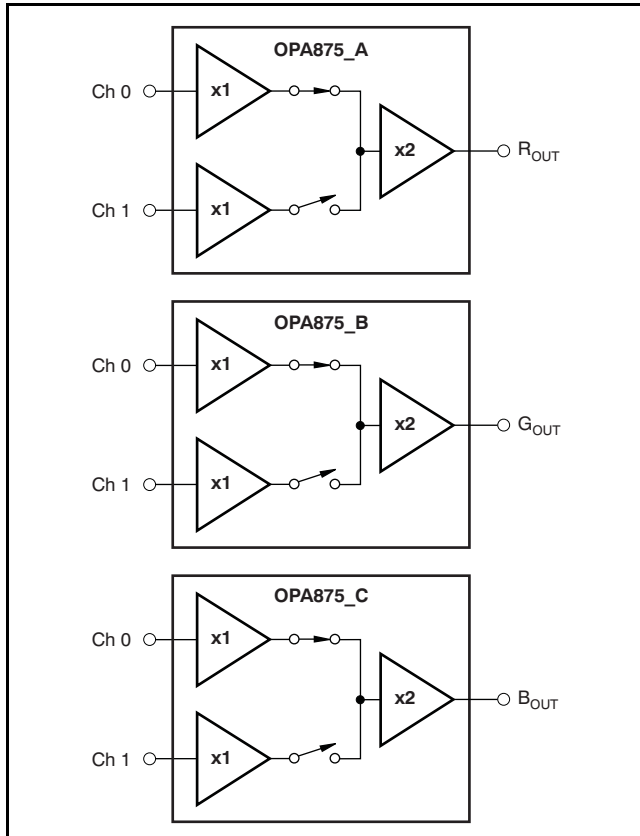 OPA875_A
Ch 0
x1
x2
R_OUT
Ch 1
x1
OPA875_B
Ch 0
x1
x2
G_OUT
Ch 1
x1
OPA875_C
Ch 0
x1
x2
B_OUT
Ch 1
x1